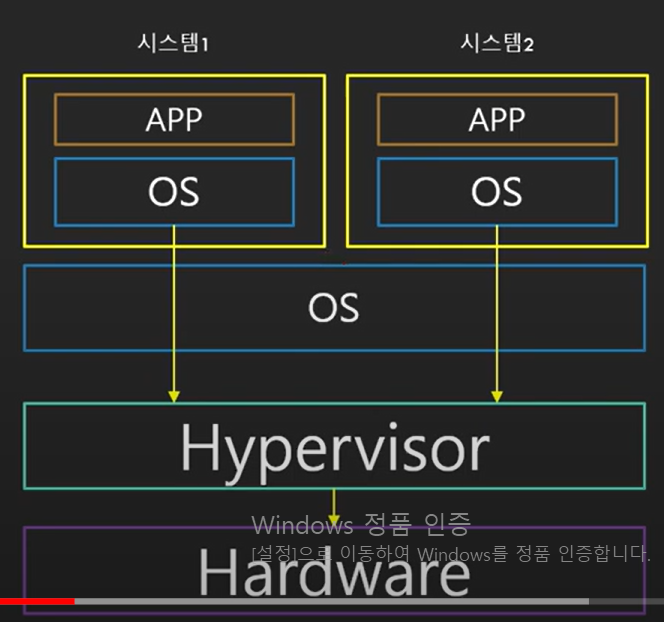 시스템1 시스템2
APP APP
OS OS
OS
Hypervisor
Windows 정품 인증
[설정]으로 이동하여 Windows를 정품 인증합니다.
Hardware